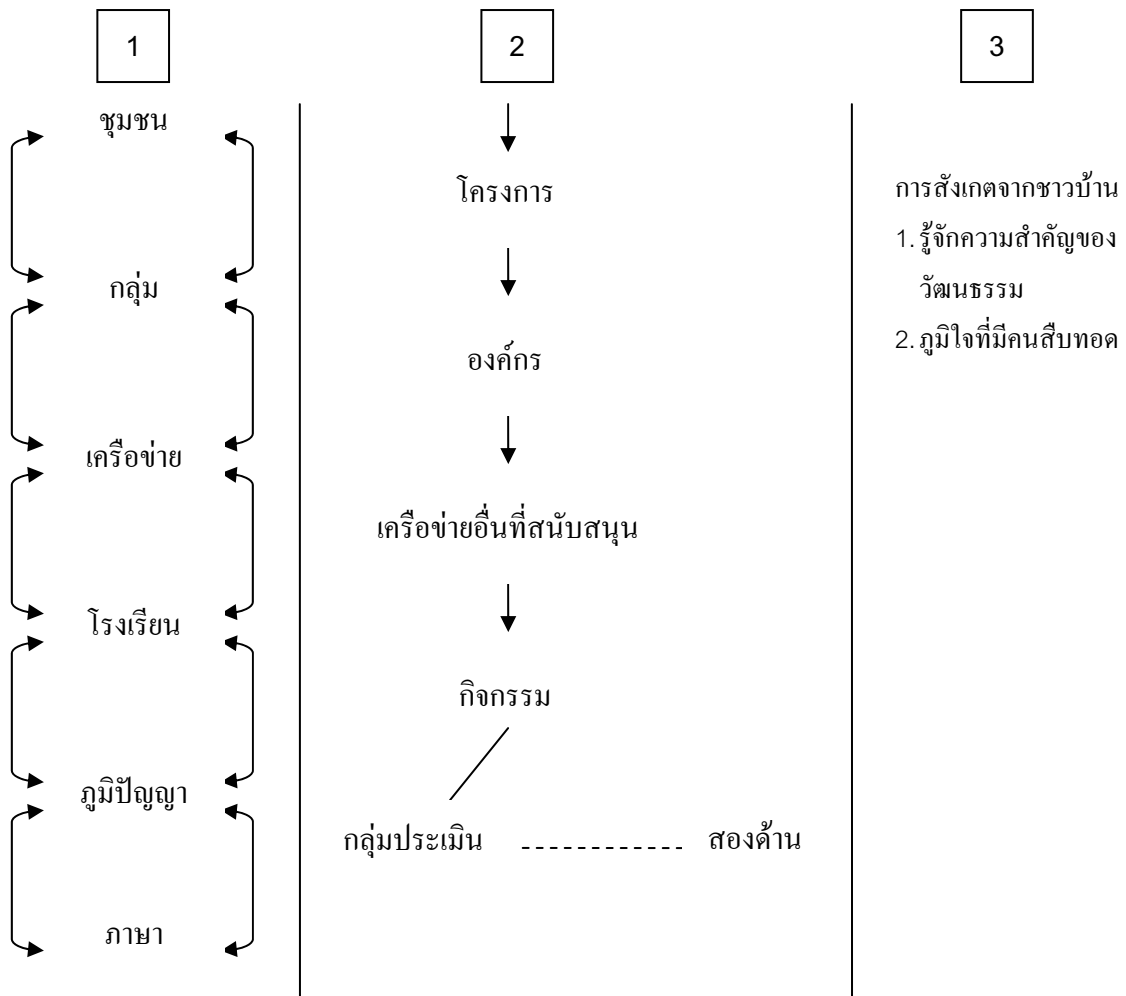 1
ชุมชน
กลุ่ม
เครือข่าย
โรงเรียน
ภูมิปัญญา
ภาษา
2
โครงการ
องค์กร
เครือข่ายอื่นที่สนับสนุน
กิจกรรม
กลุ่มประเมิน ------------ สองด้าน
3
การสังเกตจากชาวบ้าน
1. รู้จักความสำคัญของ
วัฒนธรรม
2. ภูมิใจที่มีคนสืบทอด